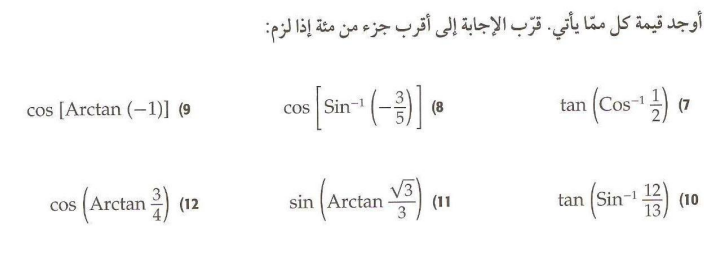 أوجد قيمة كل ممّا يأتي. قرّب الإجابة إلى أقرب جزء من مئة إذا لزم:
7) tan (Cos⁻¹ 1/2)
8) cos [Sin⁻¹ (−3/5)]
9) cos [Arctan (−1)]
10) tan (Sin⁻¹ 12/13)
11) sin (Arctan √3/3)
12) cos (Arctan 3/4)